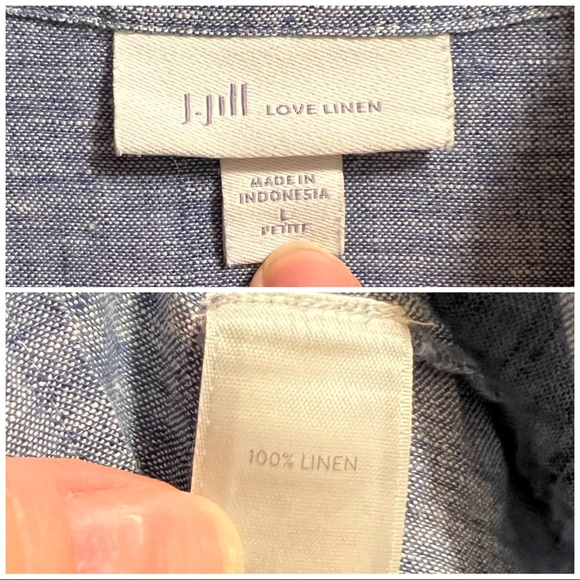 J.Jill LOVE LINEN
MADE IN
INDONESIA
L
PETITE
100% LINEN